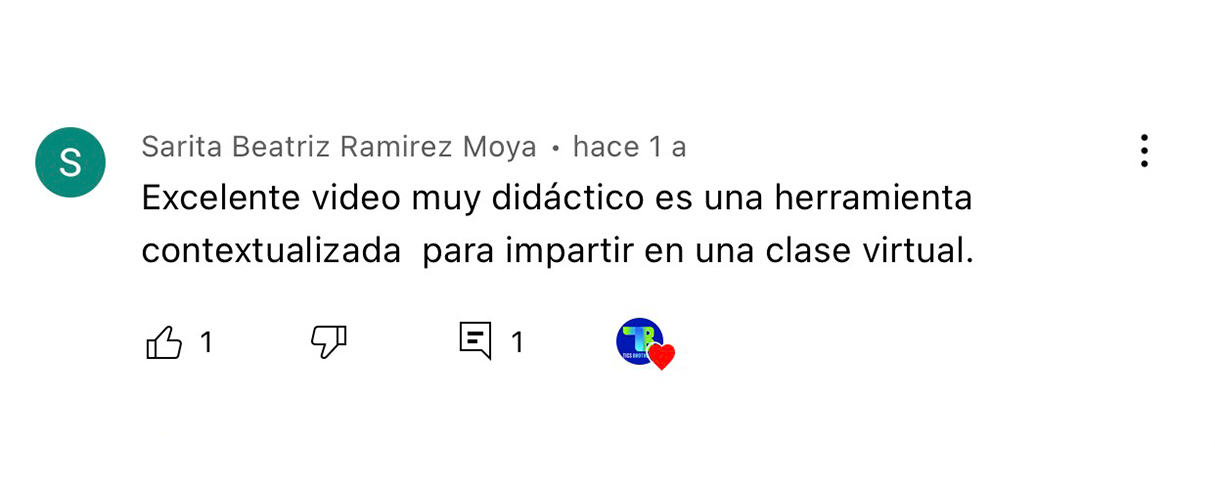 S
Sarita Beatriz Ramirez Moya • hace 1 a
Excelente video muy didáctico es una herramienta
contextualizada  para impartir en una clase virtual.
1
1
TB